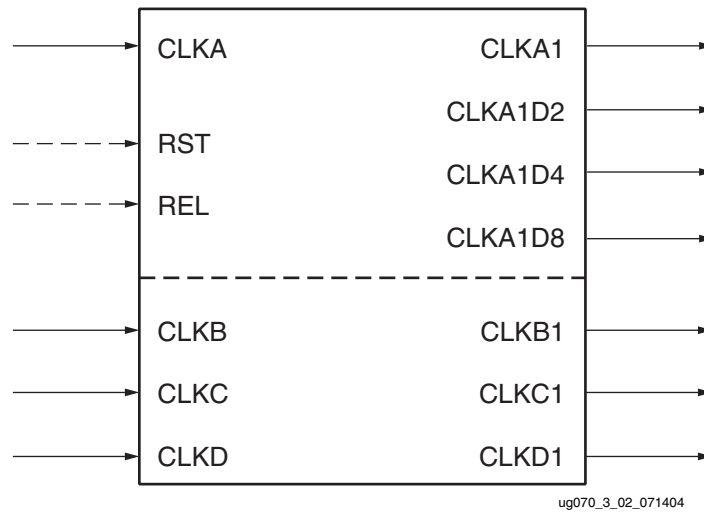 CLKA CLKA1
CLKA1D2
RST
CLKA1D4
REL
CLKA1D8
CLKB CLKB1
CLKC CLKC1
CLKD CLKD1
ug070_3_02_071404